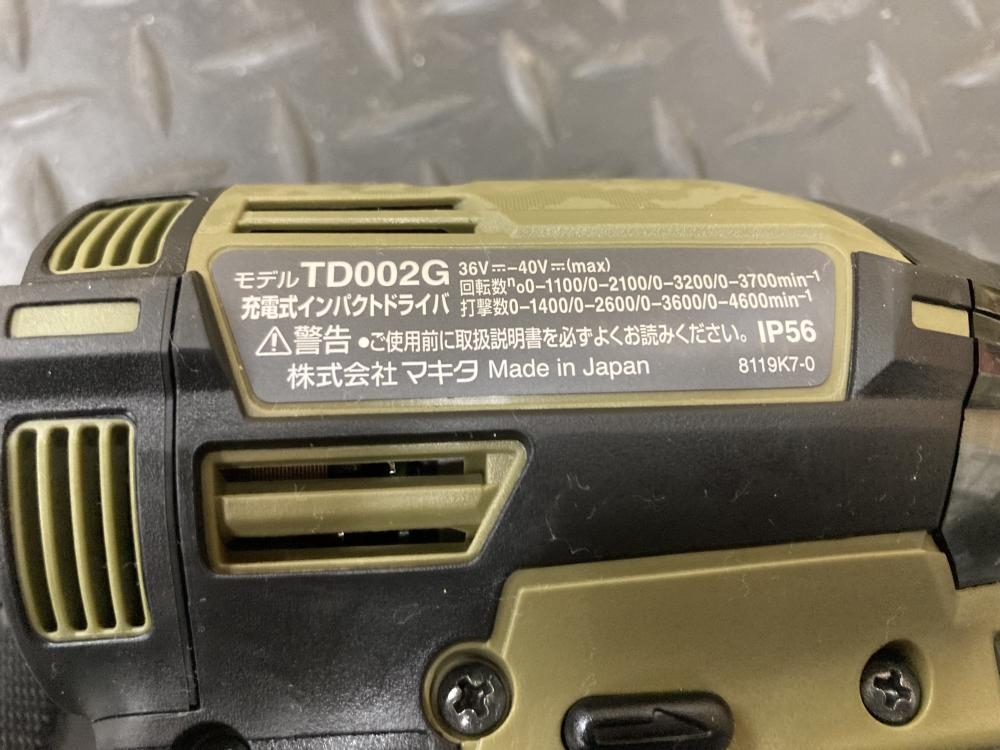 モデル TD002G 36V⎓-40V⎓(max)
回転数n₀0-1100/0-2100/0-3200/0-3700min⁻¹
充電式インパクトドライバ 打撃数0-1400/0-2600/0-3600/0-4600min⁻¹
⚠警告 ●ご使用前に取扱説明書を必ずよくお読みください。 IP56
株式会社 マキタ Made in Japan 8119K7-0